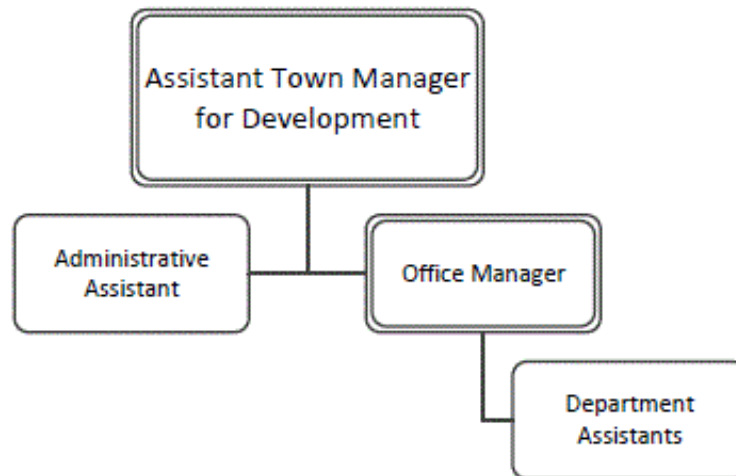 Assistant Town Manager
for Development
Administrative
Assistant
Office Manager
Department
Assistants